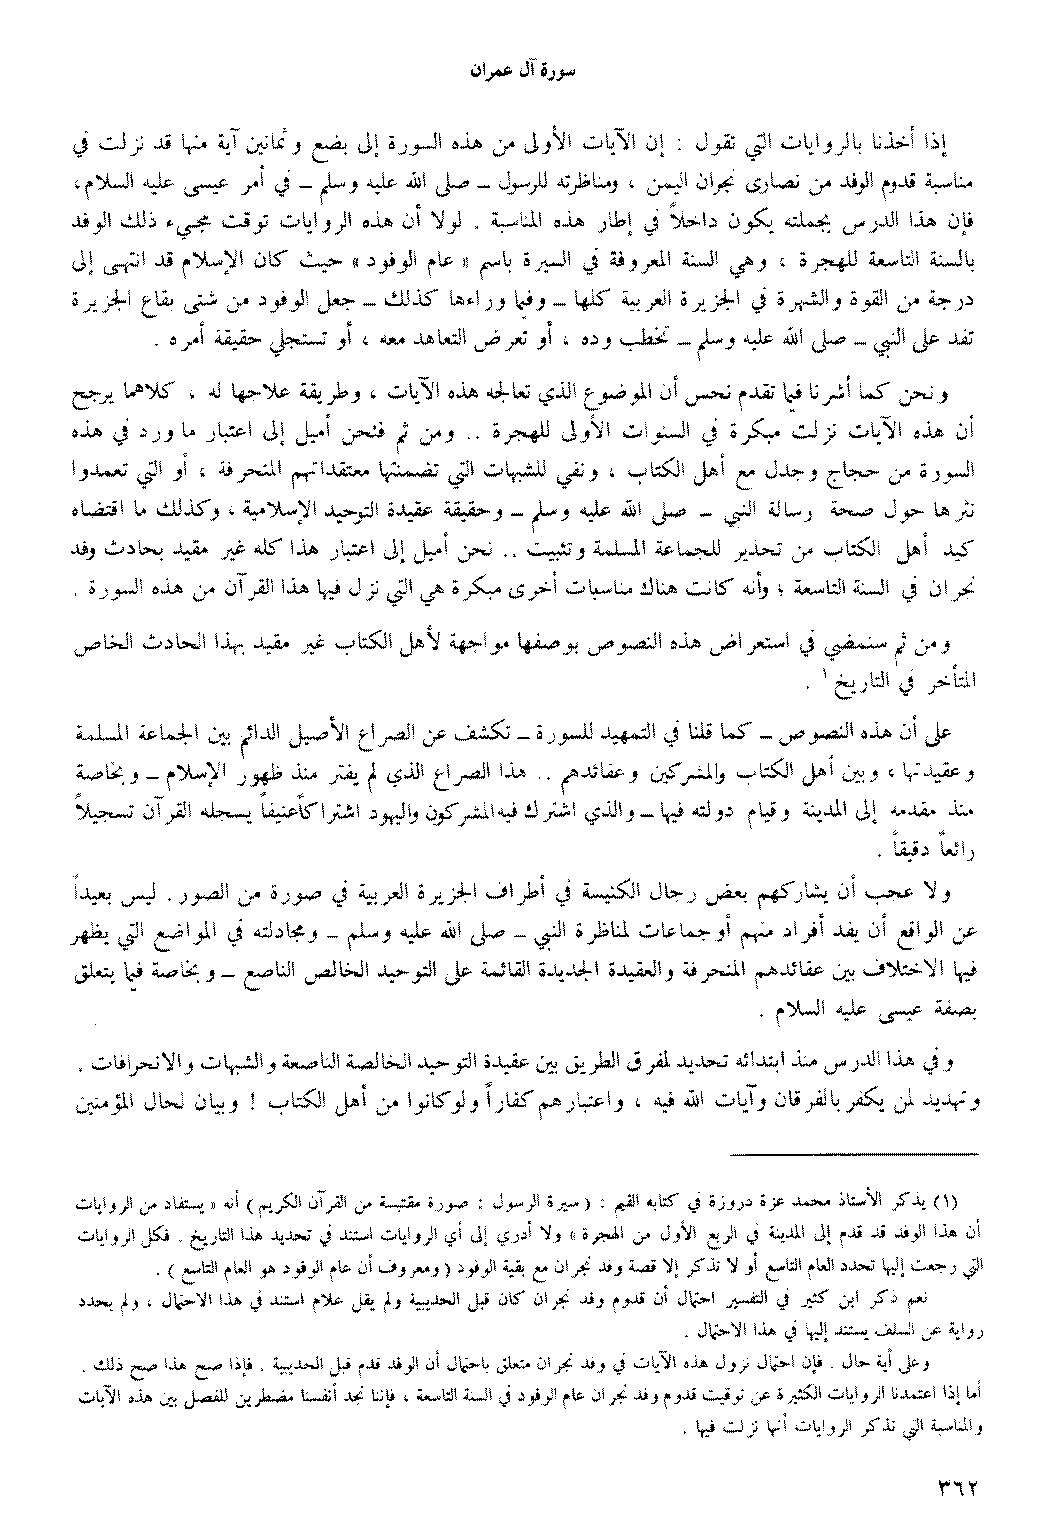 سورة آل عمران
إذا أخذنا بالروايات التي تقول : إن الآيات الأولى من هذه السورة إلى بضع وثمانين آية منها قد نزلت في
مناسبة قدوم الوفد من نصارى نجران اليمن ، ومناظرته للرسول – صلى الله عليه وسلم – في أمر عيسى عليه السلام،
فإن هذا الدرس بجملته يكون داخلاً في إطار هذه المناسبة . لولا أن هذه الروايات توقت مجيء ذلك الوفد
بالسنة التاسعة للهجرة ، وهي السنة المعروفة في السيرة باسم « عام الوفود» حيث كان الإسلام قد انتهى إلى
درجة من القوة والشهرة في الجزيرة العربية كلها – وفيما وراءها كذلك – جعل الوفود من شتى بقاع الجزيرة
تفد على النبي – صلى الله عليه وسلم – تخطب وده ، أو تعرض التعاهد معه ، أو تستجلي حقيقة أمره .
ونحن كما أشرنا فيما تقدم نحس أن الموضوع الذي تعالجه هذه الآيات ، وطريقة علاجها له ، كلاهما يرجح
أن هذه الآيات نزلت مبكرة في السنوات الأولى للهجرة .. ومن ثم فنحن أميل إلى اعتبار ما ورد في هذه
السورة من حجاج وجدل مع أهل الكتاب ، ونفي للشبهات التي تضمنتها معتقداتهم المنحرفة ، أو التي تعمدوا
نثرها حول صحة رسالة النبي – صلى الله عليه وسلم – وحقيقة عقيدة التوحيد الإسلامية ، وكذلك ما اقتضاه
كيد أهل الكتاب من تحذير للجماعة المسلمة وتثبيت .. نحن أميل إلى اعتبار هذا كله غير مقيد بحادث وفد
نجران في السنة التاسعة ؛ وأنه كانت هناك مناسبات أخرى مبكرة هي التي نزل فيها هذا القرآن من هذه السورة .
ومن ثم سنمضي في استعراض هذه النصوص بوصفها مواجهة لأهل الكتاب غير مقيد بهذا الحادث الخاص
المتأخر في التاريخ ١ .
على أن هذه النصوص – كما قلنا في التمهيد للسورة – تكشف عن الصراع الأصيل الدائم بين الجماعة المسلمة
وعقيدتها ، وبين أهل الكتاب والمشركين وعقائدهم .. هذا الصراع الذي لم يفتر منذ ظهور الإسلام – وبخاصة
منذ مقدمه إلى المدينة وقيام دولته فيها – والذي اشترك فيه المشركون واليهود اشتراكاً عنيفاً يسجله القرآن تسجيلاً
رائعاً دقيقاً .
ولا عجب أن يشاركهم بعض رجال الكنيسة في أطراف الجزيرة العربية في صورة من الصور . ليس بعيداً
عن الواقع أن يفد أفراد منهم أو جماعات لمناظرة النبي – صلى الله عليه وسلم – ومجادلته في المواضع التي يظهر
فيها الاختلاف بين عقائدهم المنحرفة والعقيدة الجديدة القائمة على التوحيد الخالص الناصع – وبخاصة فيما يتعلق
بصفة عيسى عليه السلام .
وفي هذا الدرس منذ ابتدائه تحديد لمفرق الطريق بين عقيدة التوحيد الخالصة الناصعة والشبهات والانحرافات .
وتهديد لمن يكفر بالفرقان وآيات الله فيه ، واعتبارهم كفاراً ولو كانوا من أهل الكتاب ! وبيان لحال المؤمنين
(١) يذكر الأستاذ محمد عزة دروزة في كتابه القيم : (سيرة الرسول : صورة مقتبسة من القرآن الكريم) أنه « يستفاد من الروايات
أن هذا الوفد قد قدم إلى المدينة في الربع الأول من الهجرة» ولا أدري إلى أي الروايات استند في تحديد هذا التاريخ . فكل الروايات
التي رجعت إليها تحدد العام التاسع أو لا تذكر إلا قصة وفد نجران مع بقية الوفود (ومعروف أن عام الوفود هو العام التاسع) .
نعم ذكر ابن كثير في التفسير احتمال أن قدوم وفد نجران كان قبل الحديبية ولم يقل علام استند في هذا الاحتمال ، ولم يحدد
رواية عن السلف يستند إليها في هذا الاحتمال .
وعلى أية حال . فإن احتمال نزول هذه الآيات في وفد نجران متعلق باحتمال أن الوفد قدم قبل الحديبية . فإذا صح هذا صح ذلك .
أما إذا اعتمدنا الروايات الكثيرة عن توقيت قدوم وفد نجران عام الوفود في السنة التاسعة ، فإننا نجد أنفسنا مضطرين للفصل بين هذه الآيات
والمناسبة التي تذكر الروايات أنها نزلت فيها .
٣٦٢